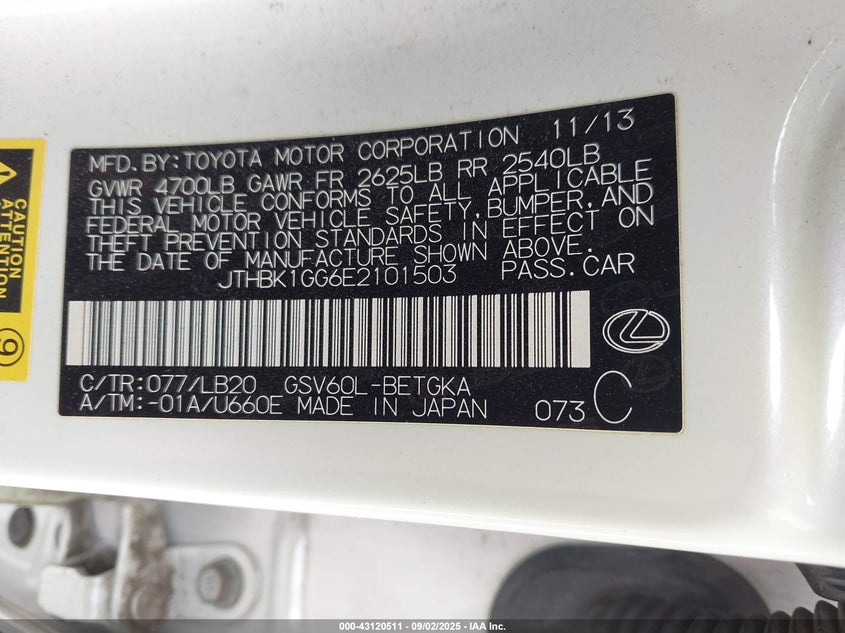 CAUTION
ATTENTION
9
MFD.BY:TOYOTA MOTOR CORPORATION 11/13
GVWR 4700LB GAWR FR 2625LB RR 2540LB
THIS VEHICLE CONFORMS TO ALL APPLICABLE
FEDERAL MOTOR VEHICLE SAFETY,BUMPER,AND
THEFT PREVENTION STANDARDS IN EFFECT ON
THE DATE OF MANUFACTURE SHOWN ABOVE.
JTHBK1GG6E2101503 PASS.CAR
C/TR:077/LB20 GSV60L-BETGKA
A/TM:-01A/U660E MADE IN JAPAN 073 C
000-43120511 - 09/02/2025 - IAA Inc.